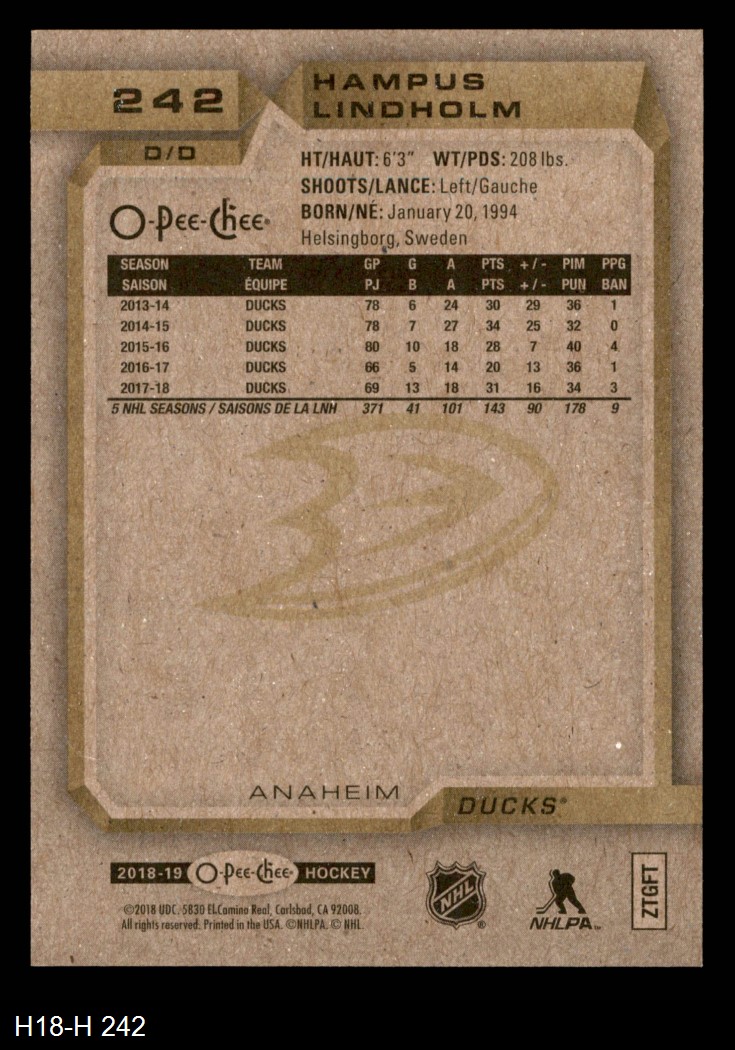 242
HAMPUS
LINDHOLM
D/D
HT/HAUT: 6'3" WT/PDS: 208 lbs.
SHOOTS/LANCE: Left/Gauche
BORN/NÉ: January 20, 1994
Helsingborg, Sweden
O-Pee-Chee®
SEASON TEAM GP G A PTS +/- PIM PPG
SAISON ÉQUIPE PJ B A PTS +/- PUN BAN
2013-14 DUCKS 78 6 24 30 29 36 1
2014-15 DUCKS 78 7 27 34 25 32 0
2015-16 DUCKS 80 10 18 28 7 40 4
2016-17 DUCKS 66 5 14 20 13 36 1
2017-18 DUCKS 69 13 18 31 16 34 3
5 NHL SEASONS / SAISONS DE LA LNH 371 41 101 143 90 178 9
ANAHEIM
DUCKS®
2018-19 O-Pee-Chee® HOCKEY
©2018 UDC. 5830 ELCamino Real, Carlsbad, CA 92008.
All rights reserved. Printed in the USA. ©NHLPA. © NHL.
NHL ®
NHLPA™
ZTGFT
H18-H 242